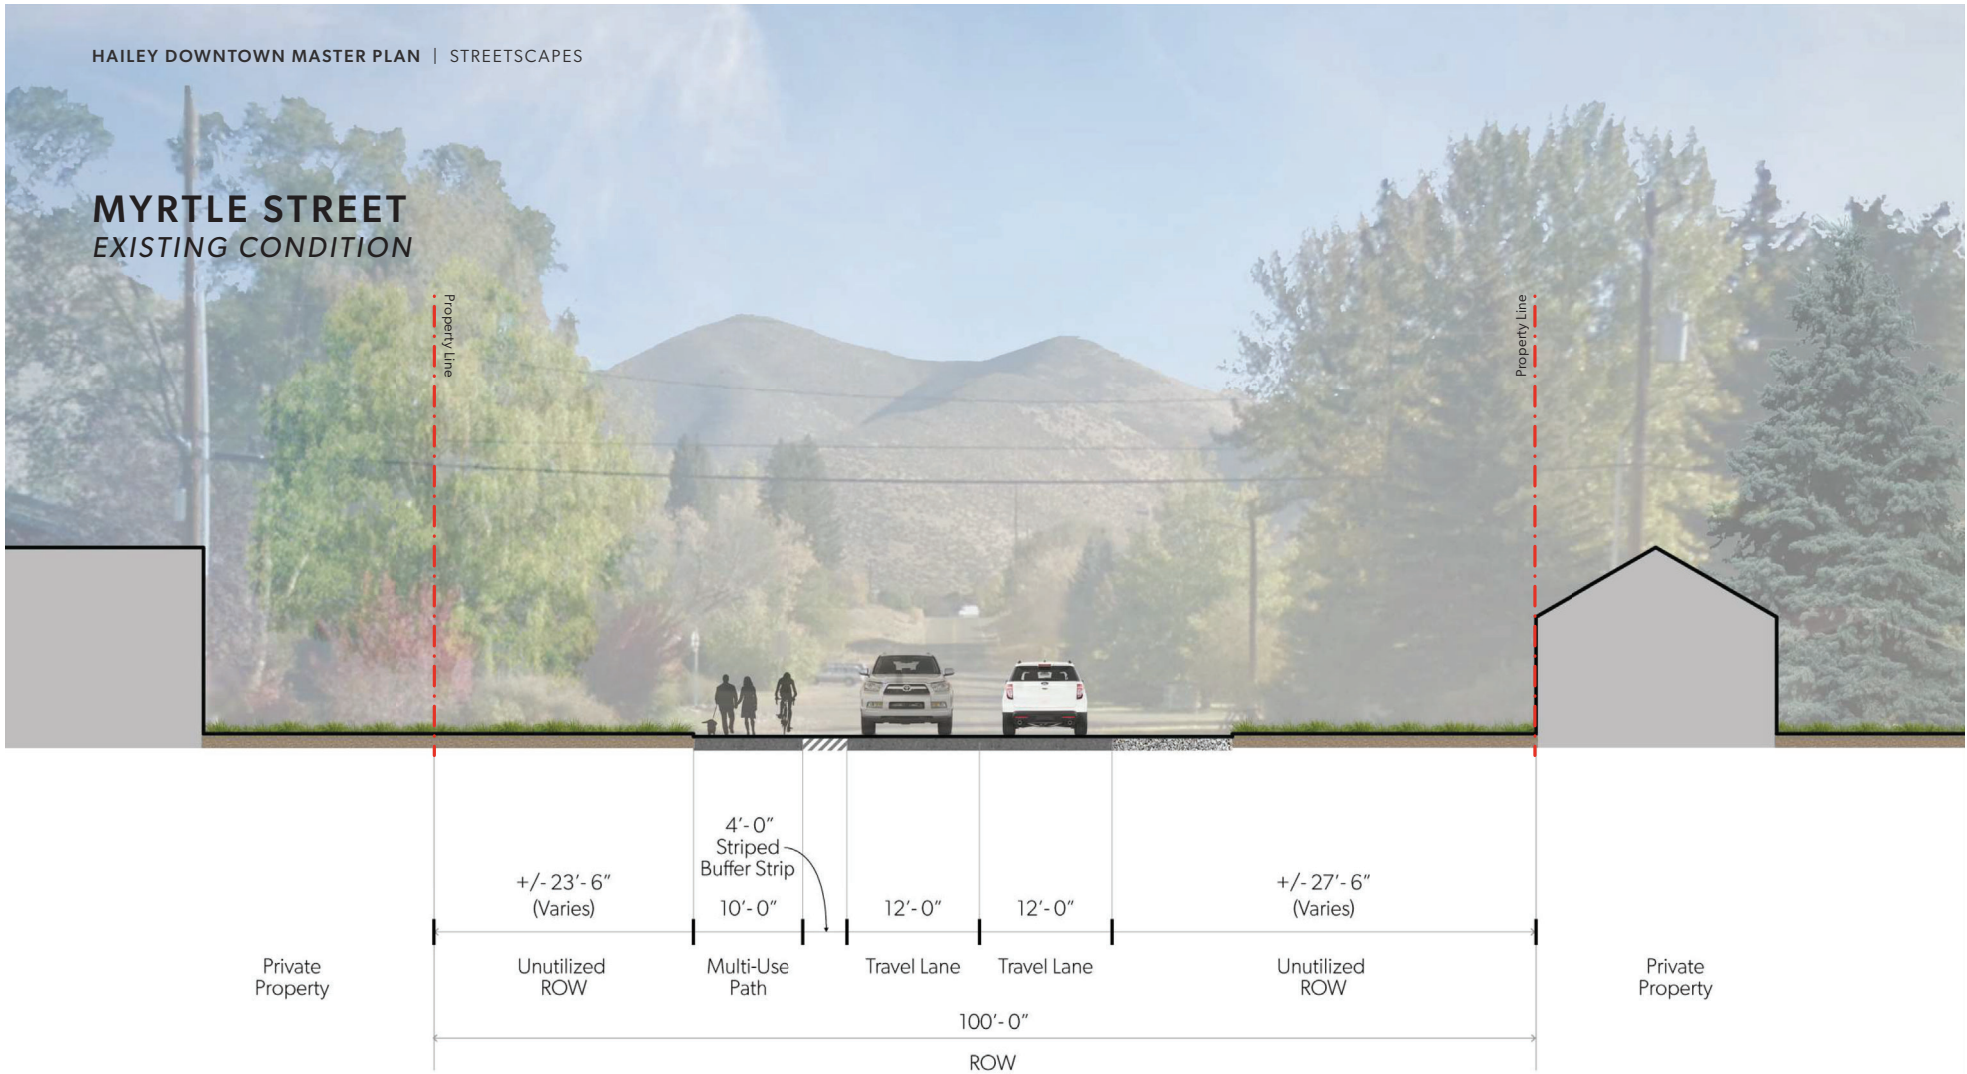 HAILEY DOWNTOWN MASTER PLAN | STREETSCAPES
MYRTLE STREET
EXISTING CONDITION
Property Line
Property Line
4'-0"
Striped
Buffer Strip
+/- 23'-6"
(Varies)
10'-0"
12'-0"
12'-0"
+/- 27'-6"
(Varies)
Private
Property
Unutilized
ROW
Multi-Use
Path
Travel Lane
Travel Lane
Unutilized
ROW
Private
Property
100'-0"
ROW